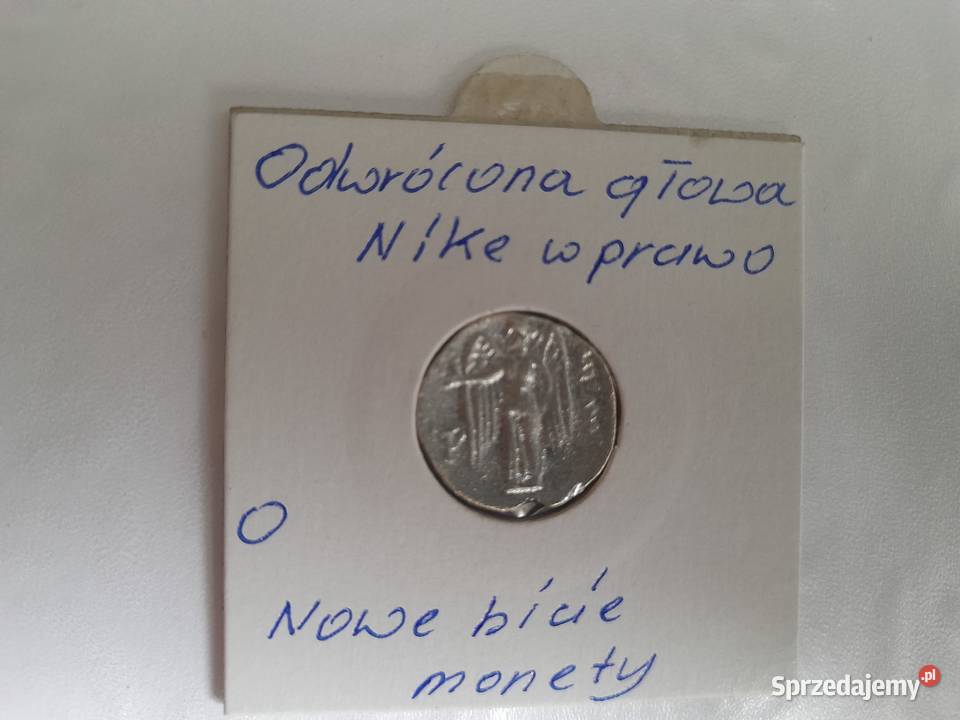 Odwrócona głowa
Nike w prawo
O
Nowe bicie
monety
Sprzedajemy.pl